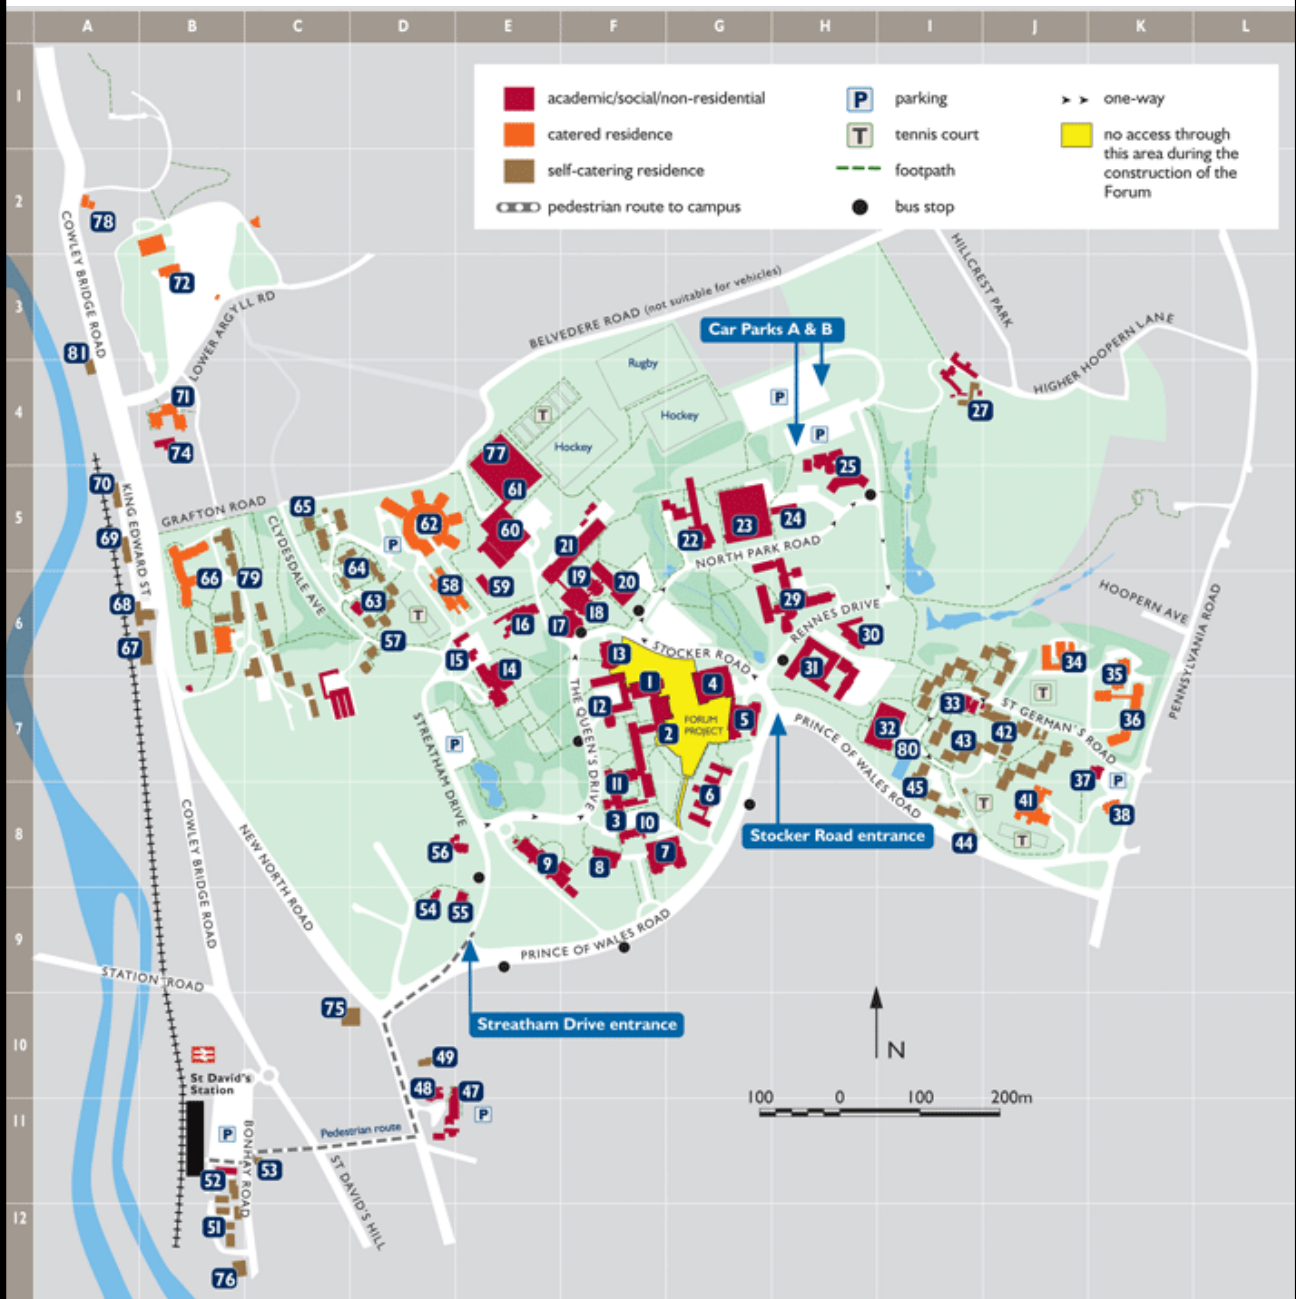 A B C D E F G H I J K L
1
2
3
4
5
6
7
8
9
10
11
12
academic/social/non-residential
catered residence
self-catering residence
pedestrian route to campus
P parking
T tennis court
footpath
bus stop
one-way
no access through
this area during the
construction of the
Forum
78
COWLEY BRIDGE ROAD
72
LOWER ARGYLL RD
81
71
74
BELVEDERE ROAD (not suitable for vehicles)
HILLCREST PARK
HIGHER HOOPERN LANE
Car Parks A & B
Rugby
Hockey
Hockey
T
P
P
27
77
61
25
70
KING EDWARD ST
GRAFTON ROAD
65
62
60
P
69
CLYDESDALE AVE
21
22
23
24
NORTH PARK ROAD
66
79
64
58
59
19
20
68
63
T
16
17
18
29
RENNES DRIVE
HOOPERN AVE
PENNSYLVANIA ROAD
67
57
15
14
13
STOCKER ROAD
30
31
34
35
1
4
T
33
ST GERMAN'S ROAD
36
12
THE QUEEN'S DRIVE
FORUM
PROJECT
5
2
32
80
43
42
STREATHAM DRIVE
P
PRINCE OF WALES ROAD
11
6
45
T
41
37
P
38
3
10
Stocker Road entrance
44
T
COWLEY BRIDGE ROAD
NEW NORTH ROAD
56
9
8
7
54
55
PRINCE OF WALES ROAD
STATION ROAD
75
Streatham Drive entrance
N
St David's
Station
49
48
47
P
100 0 100 200m
P
BONHAY ROAD
Pedestrian route
53
52
ST DAVID'S HILL
51
76